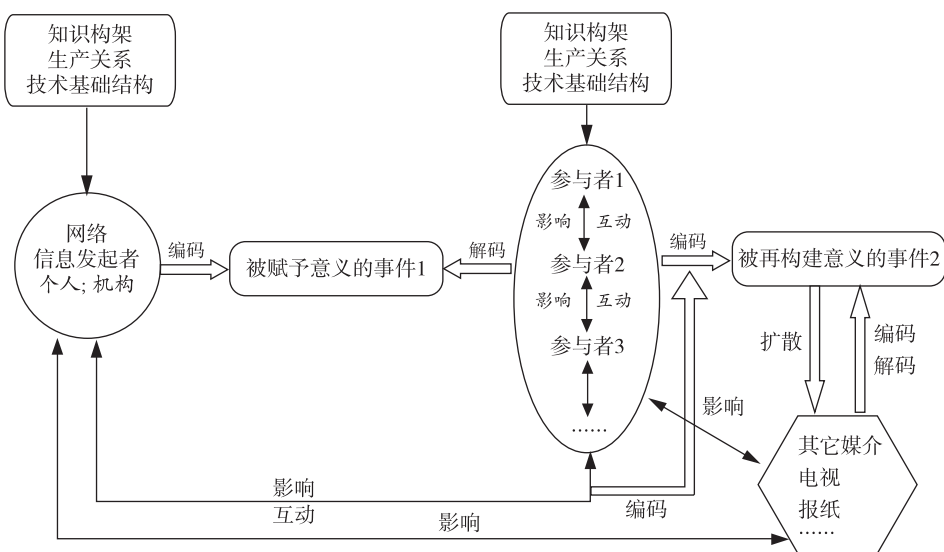 知识构架
生产关系
技术基础结构
知识构架
生产关系
技术基础结构
网络
信息发起者
个人; 机构
编码
被赋予意义的事件1
解码
参与者1
影响 互动
参与者2
影响 互动
参与者3
……
编码
被再构建意义的事件2
扩散
编码
解码
影响
其它媒介
电视
报纸
……
影响
互动
编码
影响